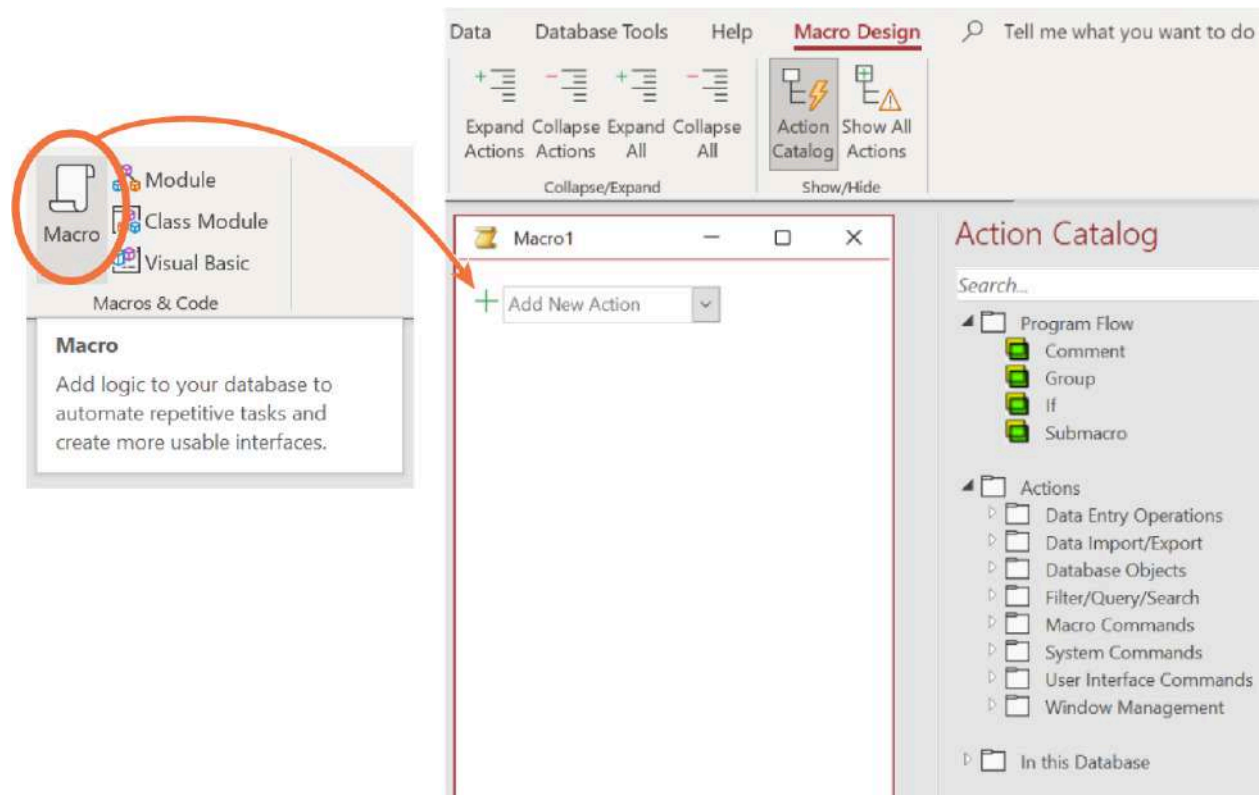 Data Database Tools Help Macro Design Tell me what you want to do
Expand Collapse Expand Collapse
Actions Actions All All
Action Show All
Catalog Actions
Collapse/Expand
Show/Hide
Macro
Module
Class Module
Visual Basic
Macros & Code
Macro
Add logic to your database to
automate repetitive tasks and
create more usable interfaces.
Macro1
Add New Action
Action Catalog
Search...
Program Flow
Comment
Group
If
Submacro
Actions
Data Entry Operations
Data Import/Export
Database Objects
Filter/Query/Search
Macro Commands
System Commands
User Interface Commands
Window Management
In this Database